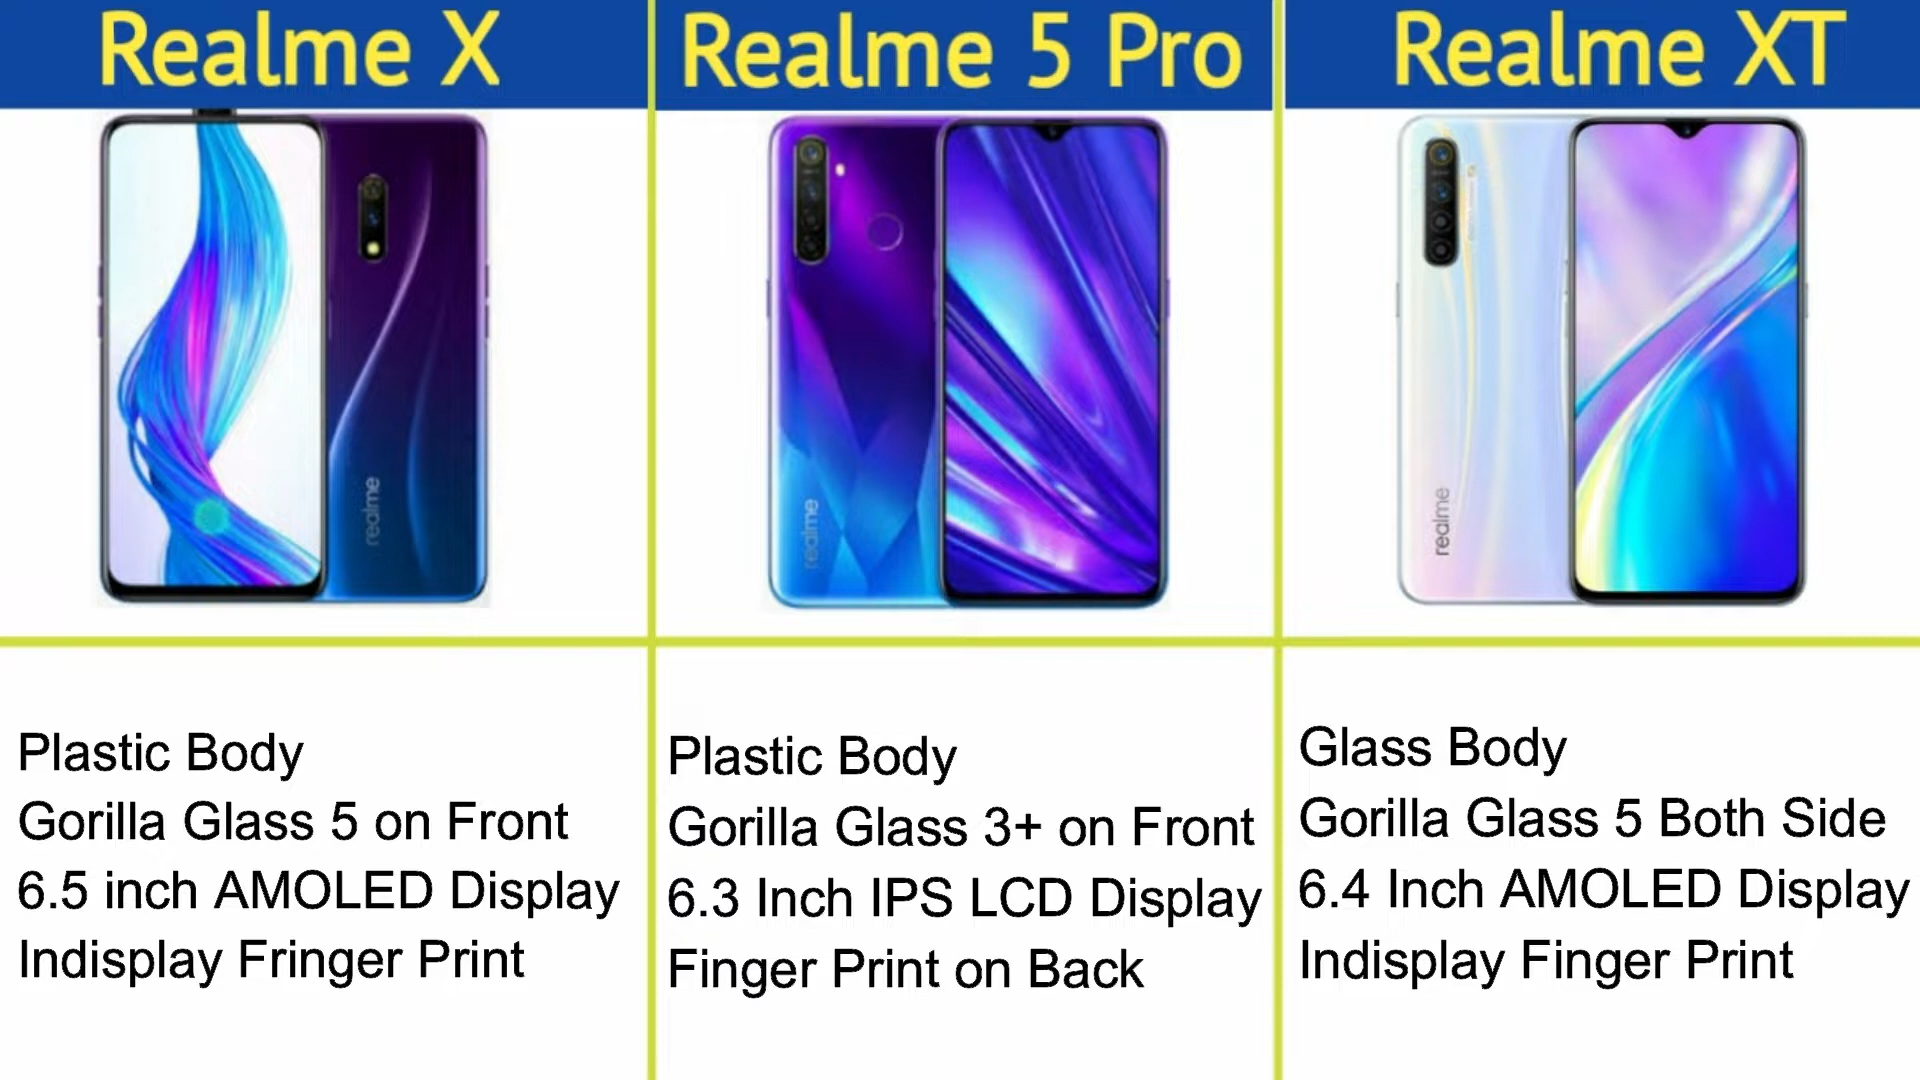 Realme X
Realme 5 Pro
Realme XT
realme
realme
realme
Plastic Body
Gorilla Glass 5 on Front
6.5 inch AMOLED Display
Indisplay Fringer Print
Plastic Body
Gorilla Glass 3+ on Front
6.3 Inch IPS LCD Display
Finger Print on Back
Glass Body
Gorilla Glass 5 Both Side
6.4 Inch AMOLED Display
Indisplay Finger Print